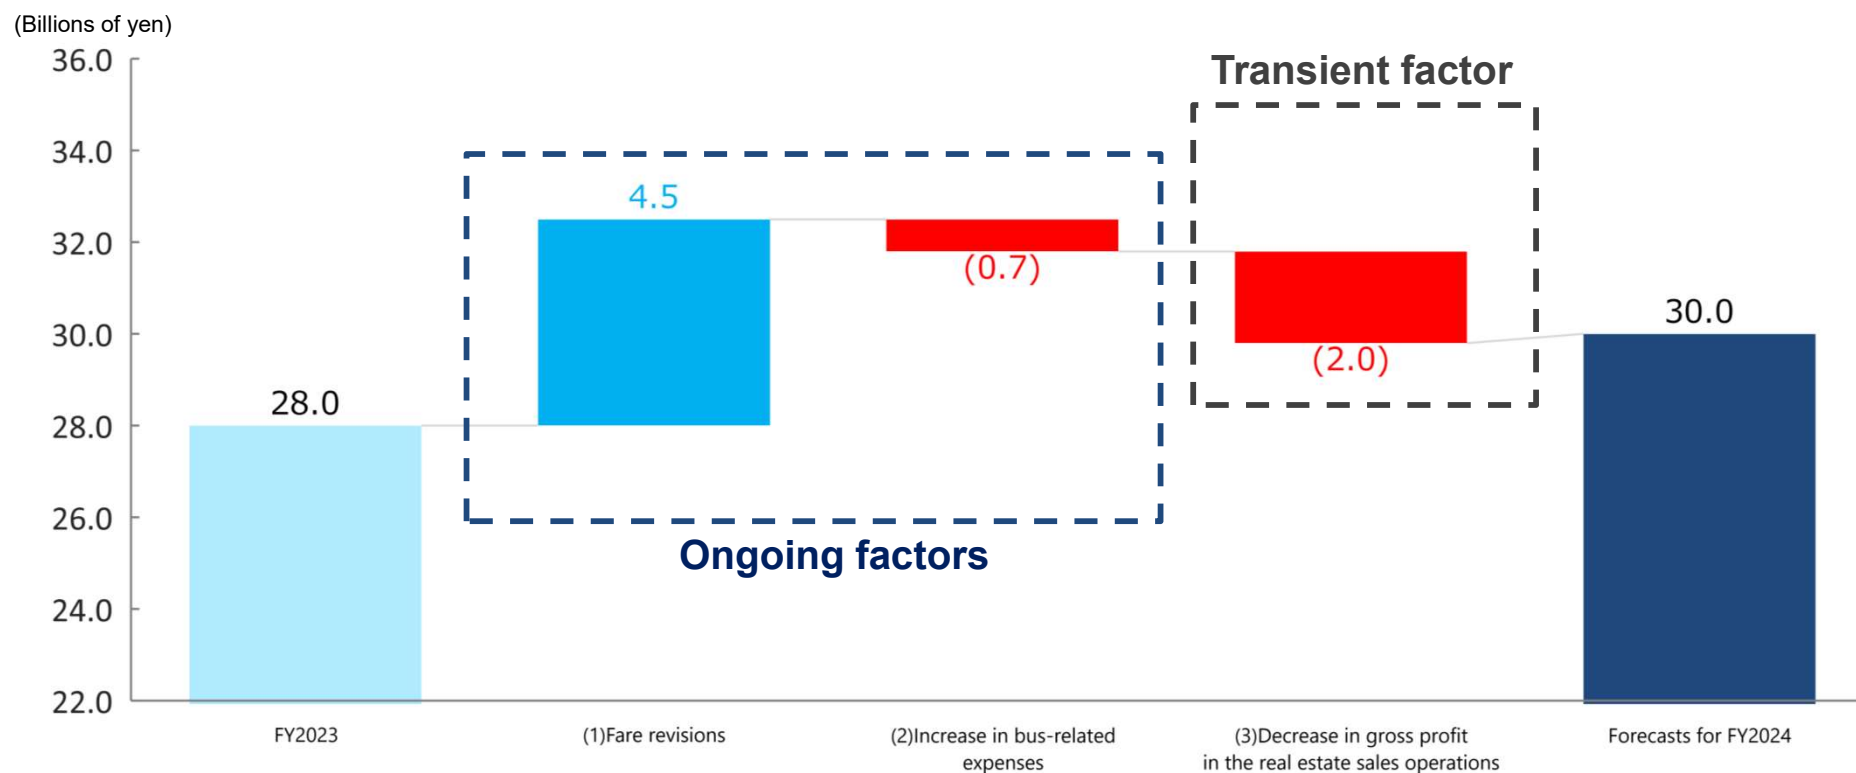 (Billions of yen)
36.0
34.0
32.0
30.0
28.0
26.0
24.0
22.0
Transient factor
4.5
(0.7)
(2.0)
30.0
28.0
Ongoing factors
FY2023
(1)Fare revisions
(2)Increase in bus-related
expenses
(3)Decrease in gross profit
in the real estate sales operations
Forecasts for FY2024